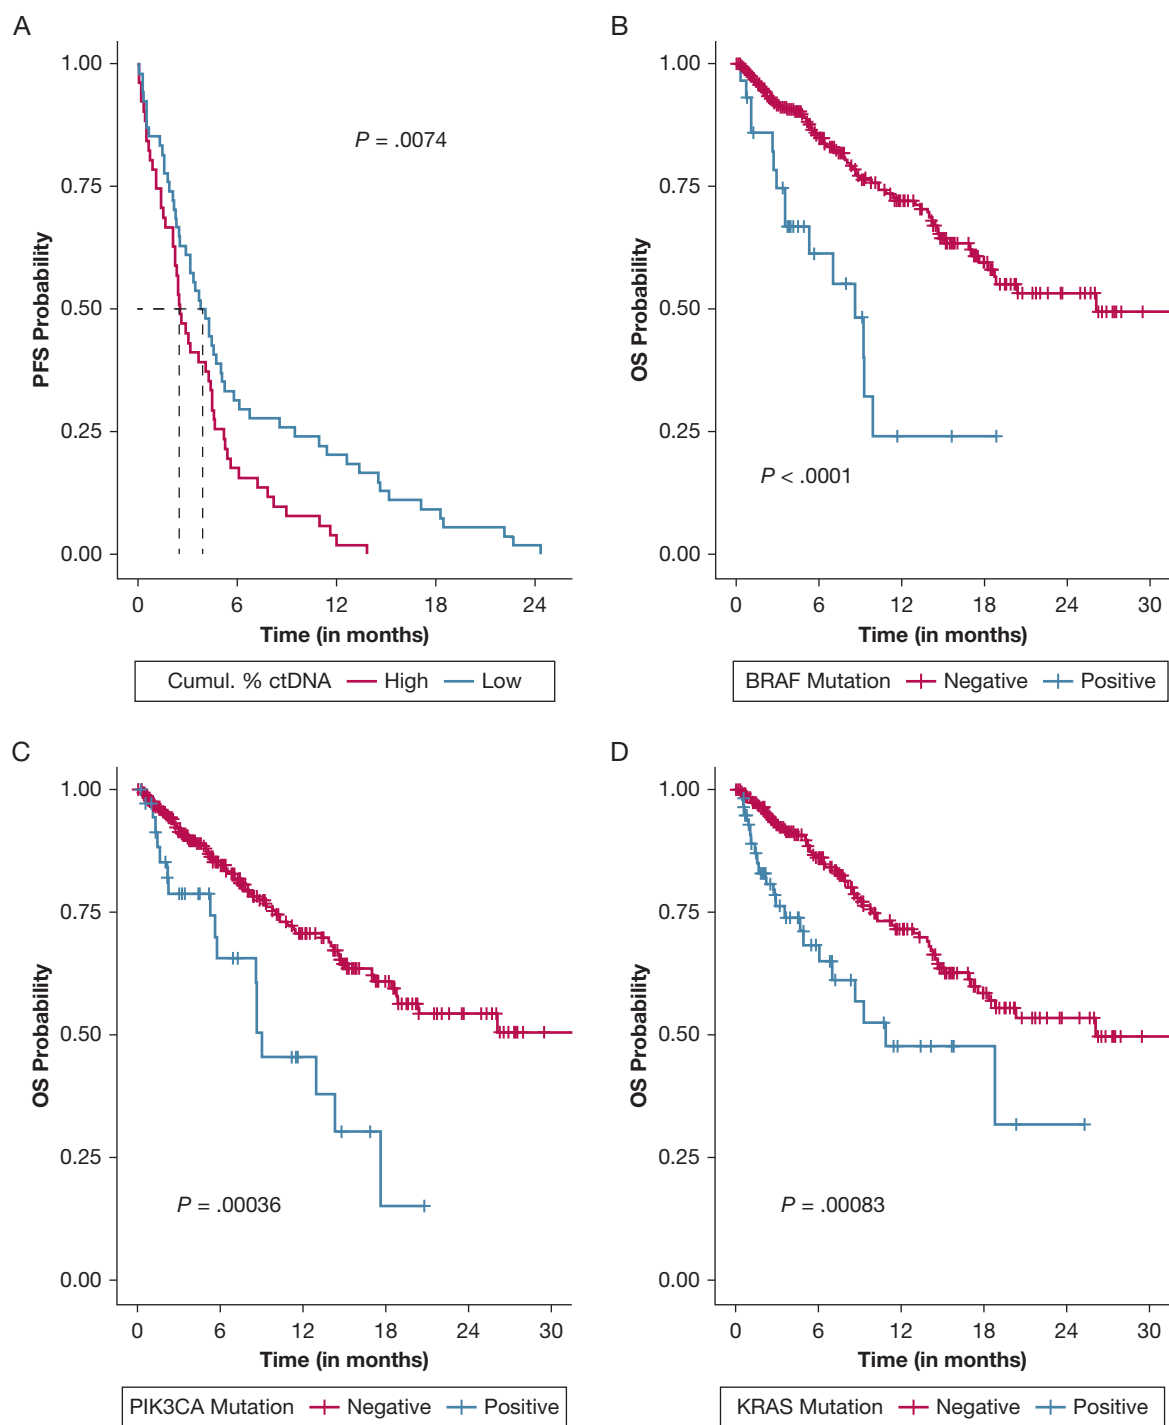 A
1.00
0.75
0.50
0.25
0.00
PFS Probability
P = .0074
0 6 12 18 24
Time (in months)
Cumul. % ctDNA High Low
B
1.00
0.75
0.50
0.25
0.00
OS Probability
P < .0001
0 6 12 18 24 30
Time (in months)
BRAF Mutation Negative Positive
C
1.00
0.75
0.50
0.25
0.00
OS Probability
P = .00036
0 6 12 18 24 30
Time (in months)
PIK3CA Mutation Negative Positive
D
1.00
0.75
0.50
0.25
0.00
OS Probability
P = .00083
0 6 12 18 24 30
Time (in months)
KRAS Mutation Negative Positive